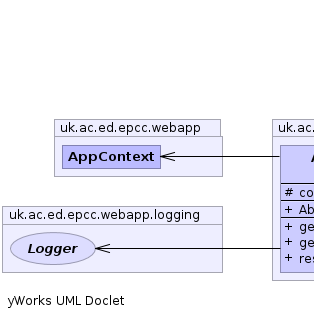 uk.ac.ed.epcc.webapp
AppContext
uk.ac.ed.epcc.webapp.logging
Logger
uk.ac.
# co
+ Ab
+ ge
+ ge
+ res
yWorks UML Doclet